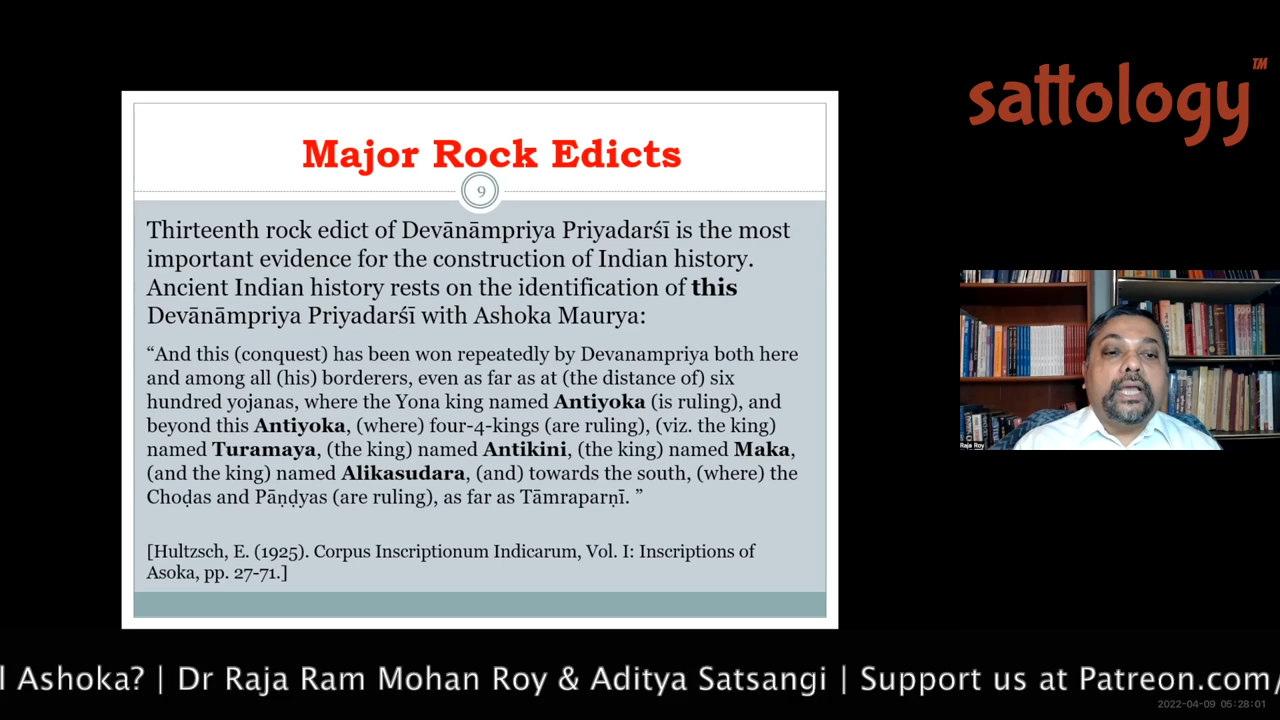 sattology™
Major Rock Edicts
9
Thirteenth rock edict of Devānāmpriya Priyadarśī is the most
important evidence for the construction of Indian history.
Ancient Indian history rests on the identification of this
Devānāmpriya Priyadarśī with Ashoka Maurya:
“And this (conquest) has been won repeatedly by Devanampriya both here
and among all (his) borderers, even as far as at (the distance of) six
hundred yojanas, where the Yona king named Antiyoka (is ruling), and
beyond this Antiyoka, (where) four-4-kings (are ruling), (viz. the king)
named Turamaya, (the king) named Antikini, (the king) named Maka,
(and the king) named Alikasudara, (and) towards the south, (where) the
Choḍas and Pāṇḍyas (are ruling), as far as Tāmraparṇī. ”
[Hultzsch, E. (1925). Corpus Inscriptionum Indicarum, Vol. I: Inscriptions of
Asoka, pp. 27-71.]
Raja Roy
l Ashoka? | Dr Raja Ram Mohan Roy & Aditya Satsangi | Support us at Patreon.com/
2022-04-09 05:28:01